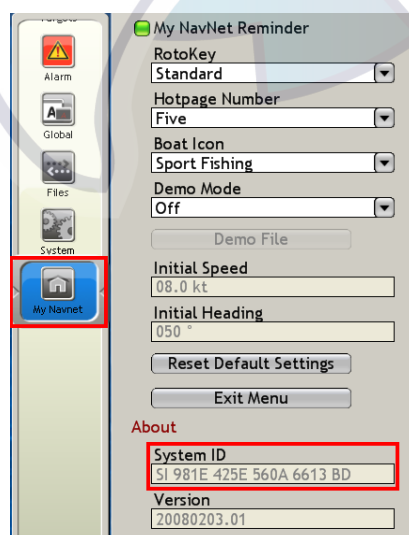 Alarm
Global
Files
System
My Navnet
My NavNet Reminder
RotoKey
Standard
Hotpage Number
Five
Boat Icon
Sport Fishing
Demo Mode
Off
Demo File
Initial Speed
08.0 kt
Initial Heading
050 °
Reset Default Settings
Exit Menu
About
System ID
SI 981E 425E 560A 6613 BD
Version
20080203.01